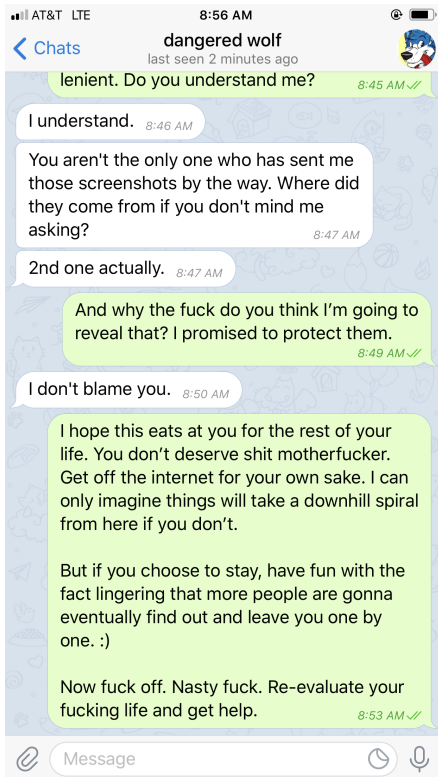 AT&T LTE 8:56 AM
Chats
dangered wolf
last seen 2 minutes ago
lenient. Do you understand me?
8:45 AM
I understand. 8:46 AM
You aren't the only one who has sent me
those screenshots by the way. Where did
they come from if you don't mind me
asking?
8:47 AM
2nd one actually. 8:47 AM
And why the fuck do you think I'm going to
reveal that? I promised to protect them.
8:49 AM
I don't blame you. 8:50 AM
I hope this eats at you for the rest of your
life. You don't deserve shit motherfucker.
Get off the internet for your own sake. I can
only imagine things will take a downhill spiral
from here if you don't.
But if you choose to stay, have fun with the
fact lingering that more people are gonna
eventually find out and leave you one by
one. :)
Now fuck off. Nasty fuck. Re-evaluate your
fucking life and get help.
8:53 AM
Message